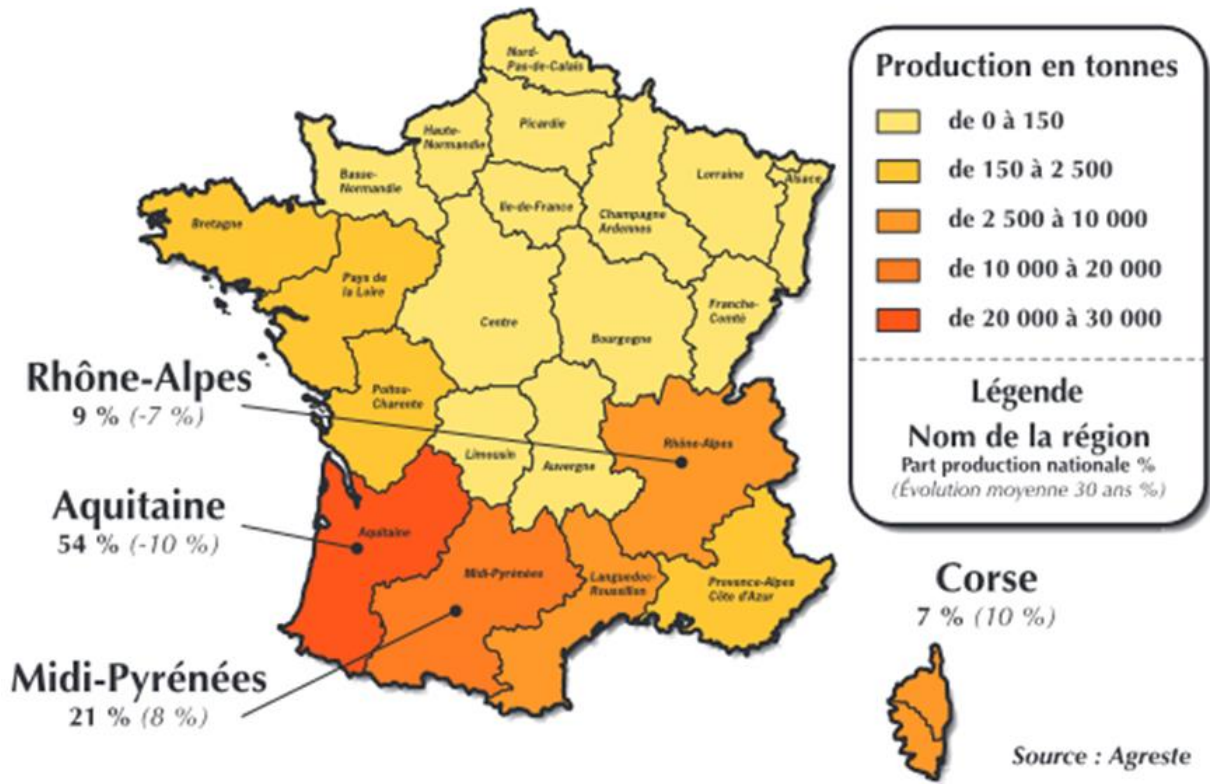 Nord-
Pas-de-Calais
Picardie
Haute-
Normandie
Basse-
Normandie
Ile-de-France
Champagne
Ardennes
Lorraine
Alsace
Bretagne
Pays de
la Loire
Centre
Bourgogne
Franche-
Comté
Poitou-
Charente
Limousin
Auvergne
Rhône-Alpes
Aquitaine
Midi-Pyrénées
Languedoc-
Roussillon
Provence-Alpes
Côte d'Azur
Rhône-Alpes
9 % (-7 %)
Aquitaine
54 % (-10 %)
Midi-Pyrénées
21 % (8 %)
Production en tonnes
de 0 à 150
de 150 à 2 500
de 2 500 à 10 000
de 10 000 à 20 000
de 20 000 à 30 000
Légende
Nom de la région
Part production nationale %
(Évolution moyenne 30 ans %)
Corse
7 % (10 %)
Source : Agreste